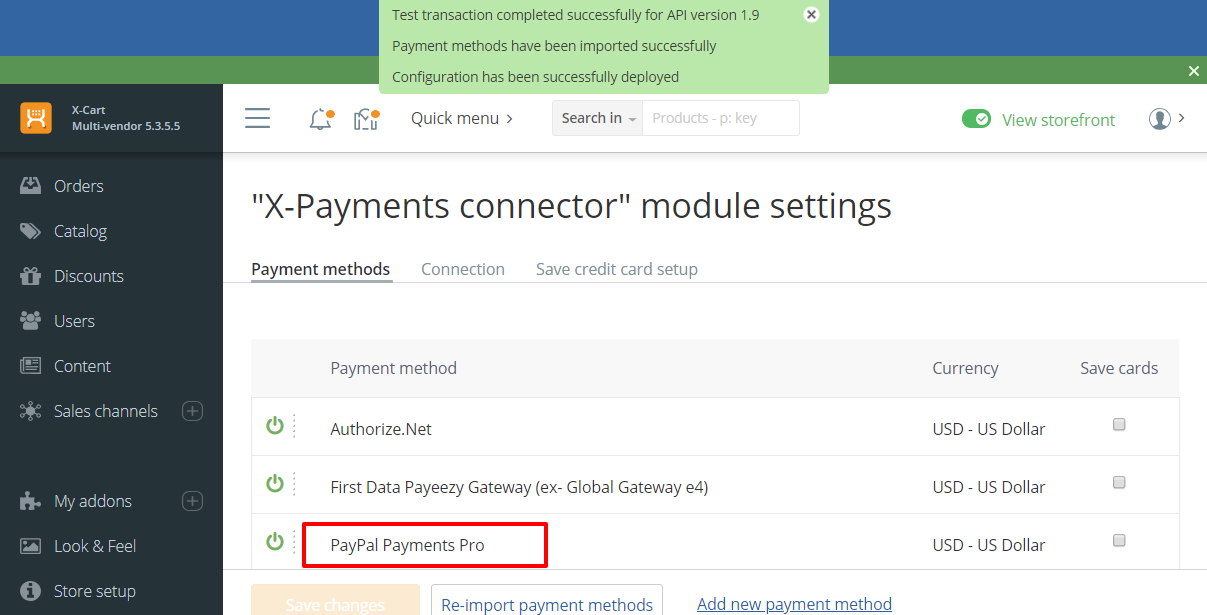 Test transaction completed successfully for API version 1.9
Payment methods have been imported successfully
Configuration has been successfully deployed
X-Cart
Multi-vendor 5.3.5.5
Quick menu
Search in
Products - p: key
View storefront
Orders
Catalog
Discounts
Users
Content
Sales channels
My addons
Look & Feel
Store setup
"X-Payments connector" module settings
Payment methods Connection Save credit card setup
Payment method Currency Save cards
Authorize.Net USD - US Dollar
First Data Payeezy Gateway (ex- Global Gateway e4) USD - US Dollar
PayPal Payments Pro USD - US Dollar
Save changes Re-import payment methods Add new payment method